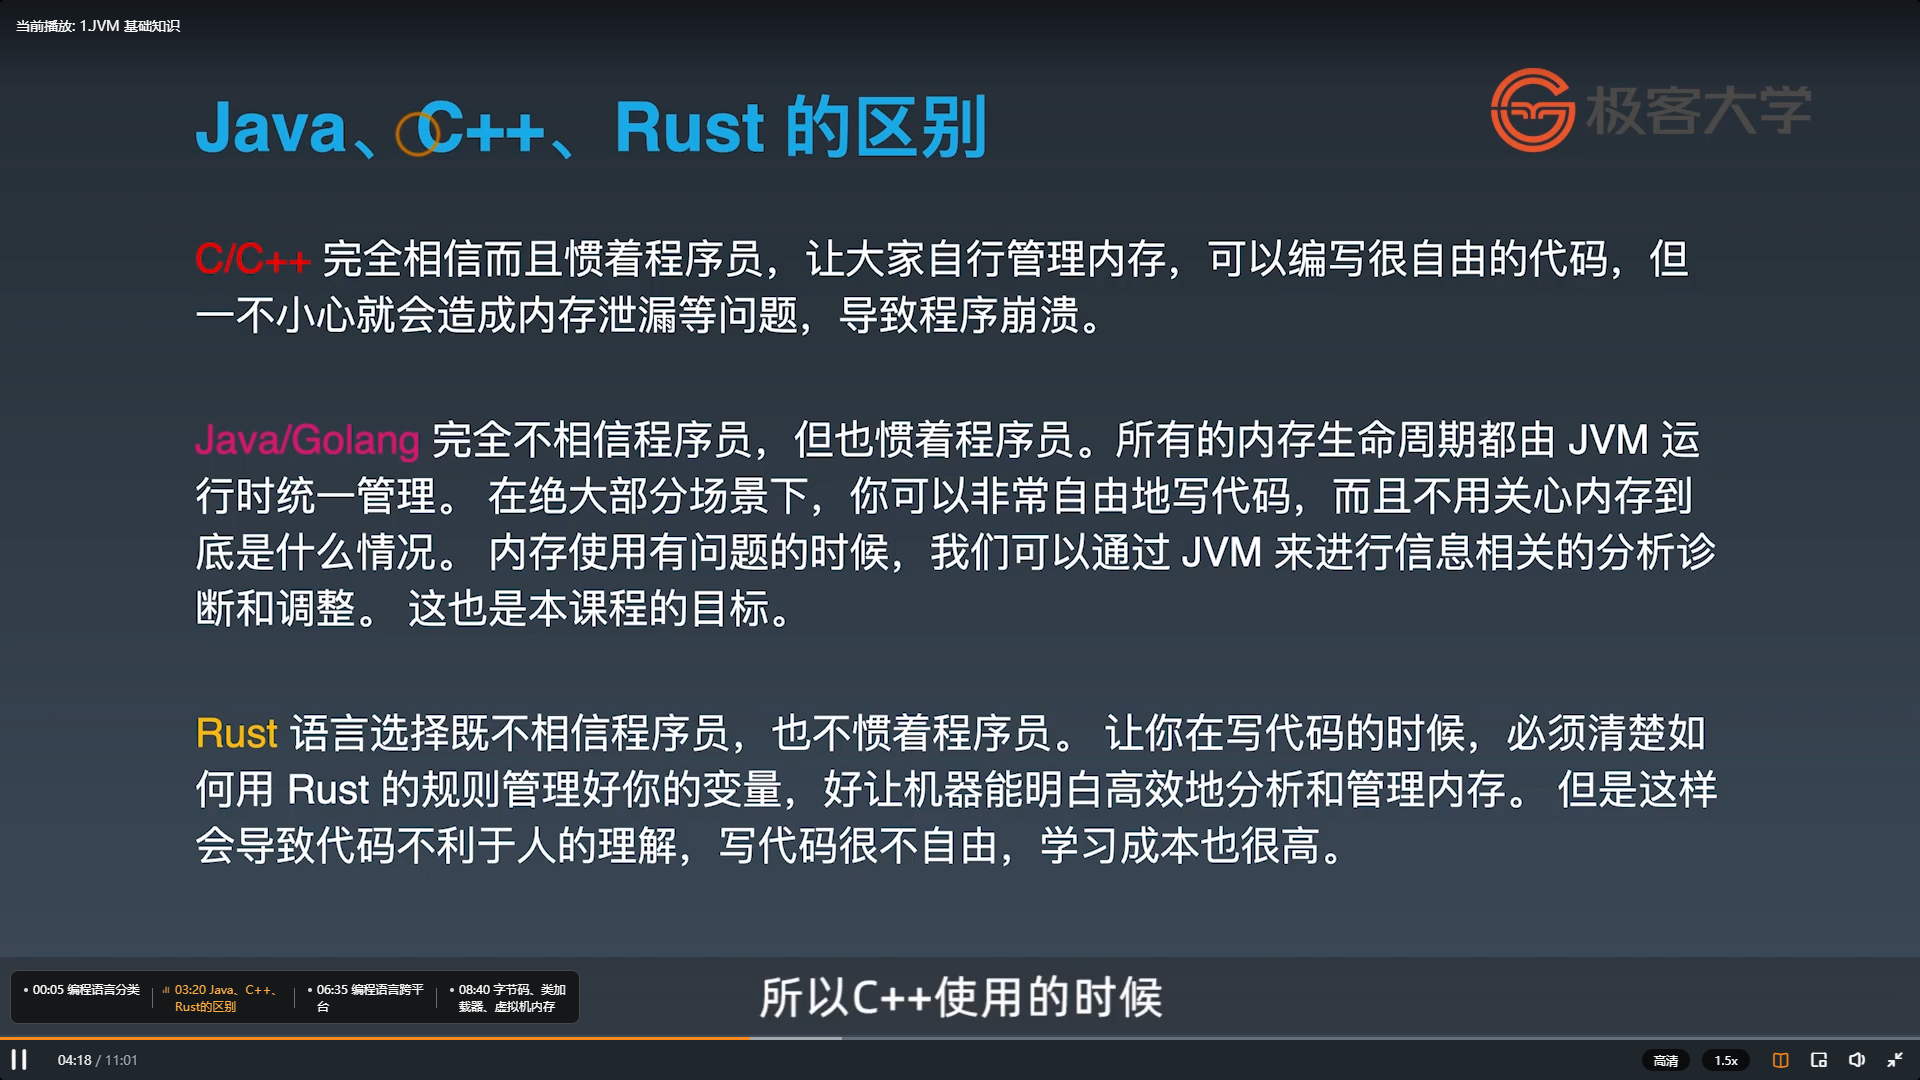 当前播放: 1.JVM 基础知识
极客大学
Java、C++、Rust 的区别
C/C++ 完全相信而且惯着程序员，让大家自行管理内存，可以编写很自由的代码，但
一不小心就会造成内存泄漏等问题，导致程序崩溃。
Java/Golang 完全不相信程序员，但也惯着程序员。所有的内存生命周期都由 JVM 运
行时统一管理。 在绝大部分场景下，你可以非常自由地写代码，而且不用关心内存到
底是什么情况。 内存使用有问题的时候，我们可以通过 JVM 来进行信息相关的分析诊
断和调整。 这也是本课程的目标。
Rust 语言选择既不相信程序员，也不惯着程序员。 让你在写代码的时候，必须清楚如
何用 Rust 的规则管理好你的变量，好让机器能明白高效地分析和管理内存。 但是这样
会导致代码不利于人的理解，写代码很不自由，学习成本也很高。
所以C++使用的时候
00:05 编程语言分类
03:20 Java、C++、
Rust的区别
06:35 编程语言跨平
台
08:40 字节码、类加
载器、虚拟机内存
04:18 / 11:01
高清
1.5x